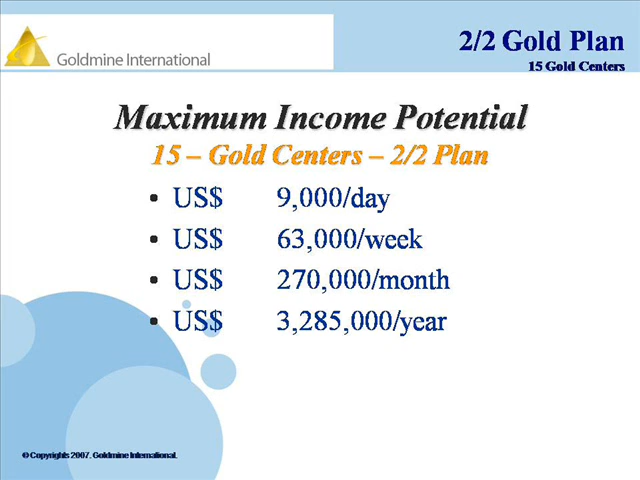 Goldmine International
2/2 Gold Plan
15 Gold Centers
Maximum Income Potential
15 – Gold Centers – 2/2 Plan
• US$ 9,000/day
• US$ 63,000/week
• US$ 270,000/month
• US$ 3,285,000/year
© Copyrights 2007. Goldmine International.